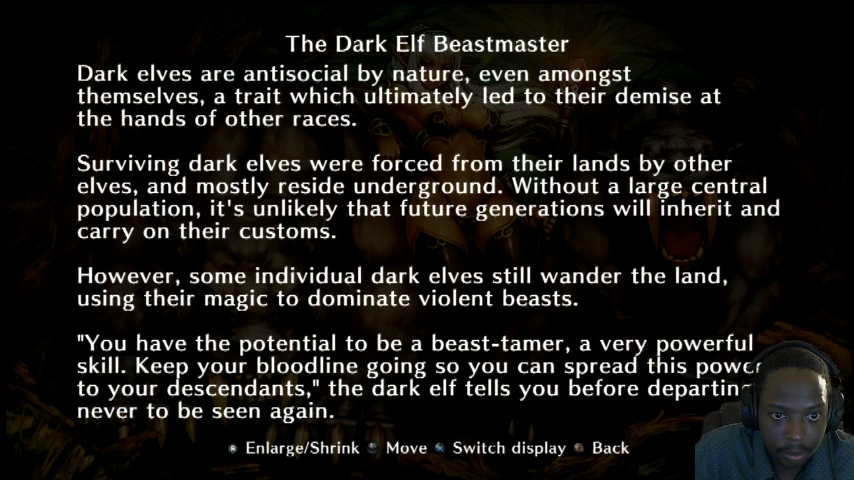 The Dark Elf Beastmaster
Dark elves are antisocial by nature, even amongst
themselves, a trait which ultimately led to their demise at
the hands of other races.
Surviving dark elves were forced from their lands by other
elves, and mostly reside underground. Without a large central
population, it's unlikely that future generations will inherit and
carry on their customs.
However, some individual dark elves still wander the land,
using their magic to dominate violent beasts.
"You have the potential to be a beast-tamer, a very powerful
skill. Keep your bloodline going so you can spread this power
to your descendants," the dark elf tells you before departing
never to be seen again.
Enlarge/Shrink Move Switch display Back